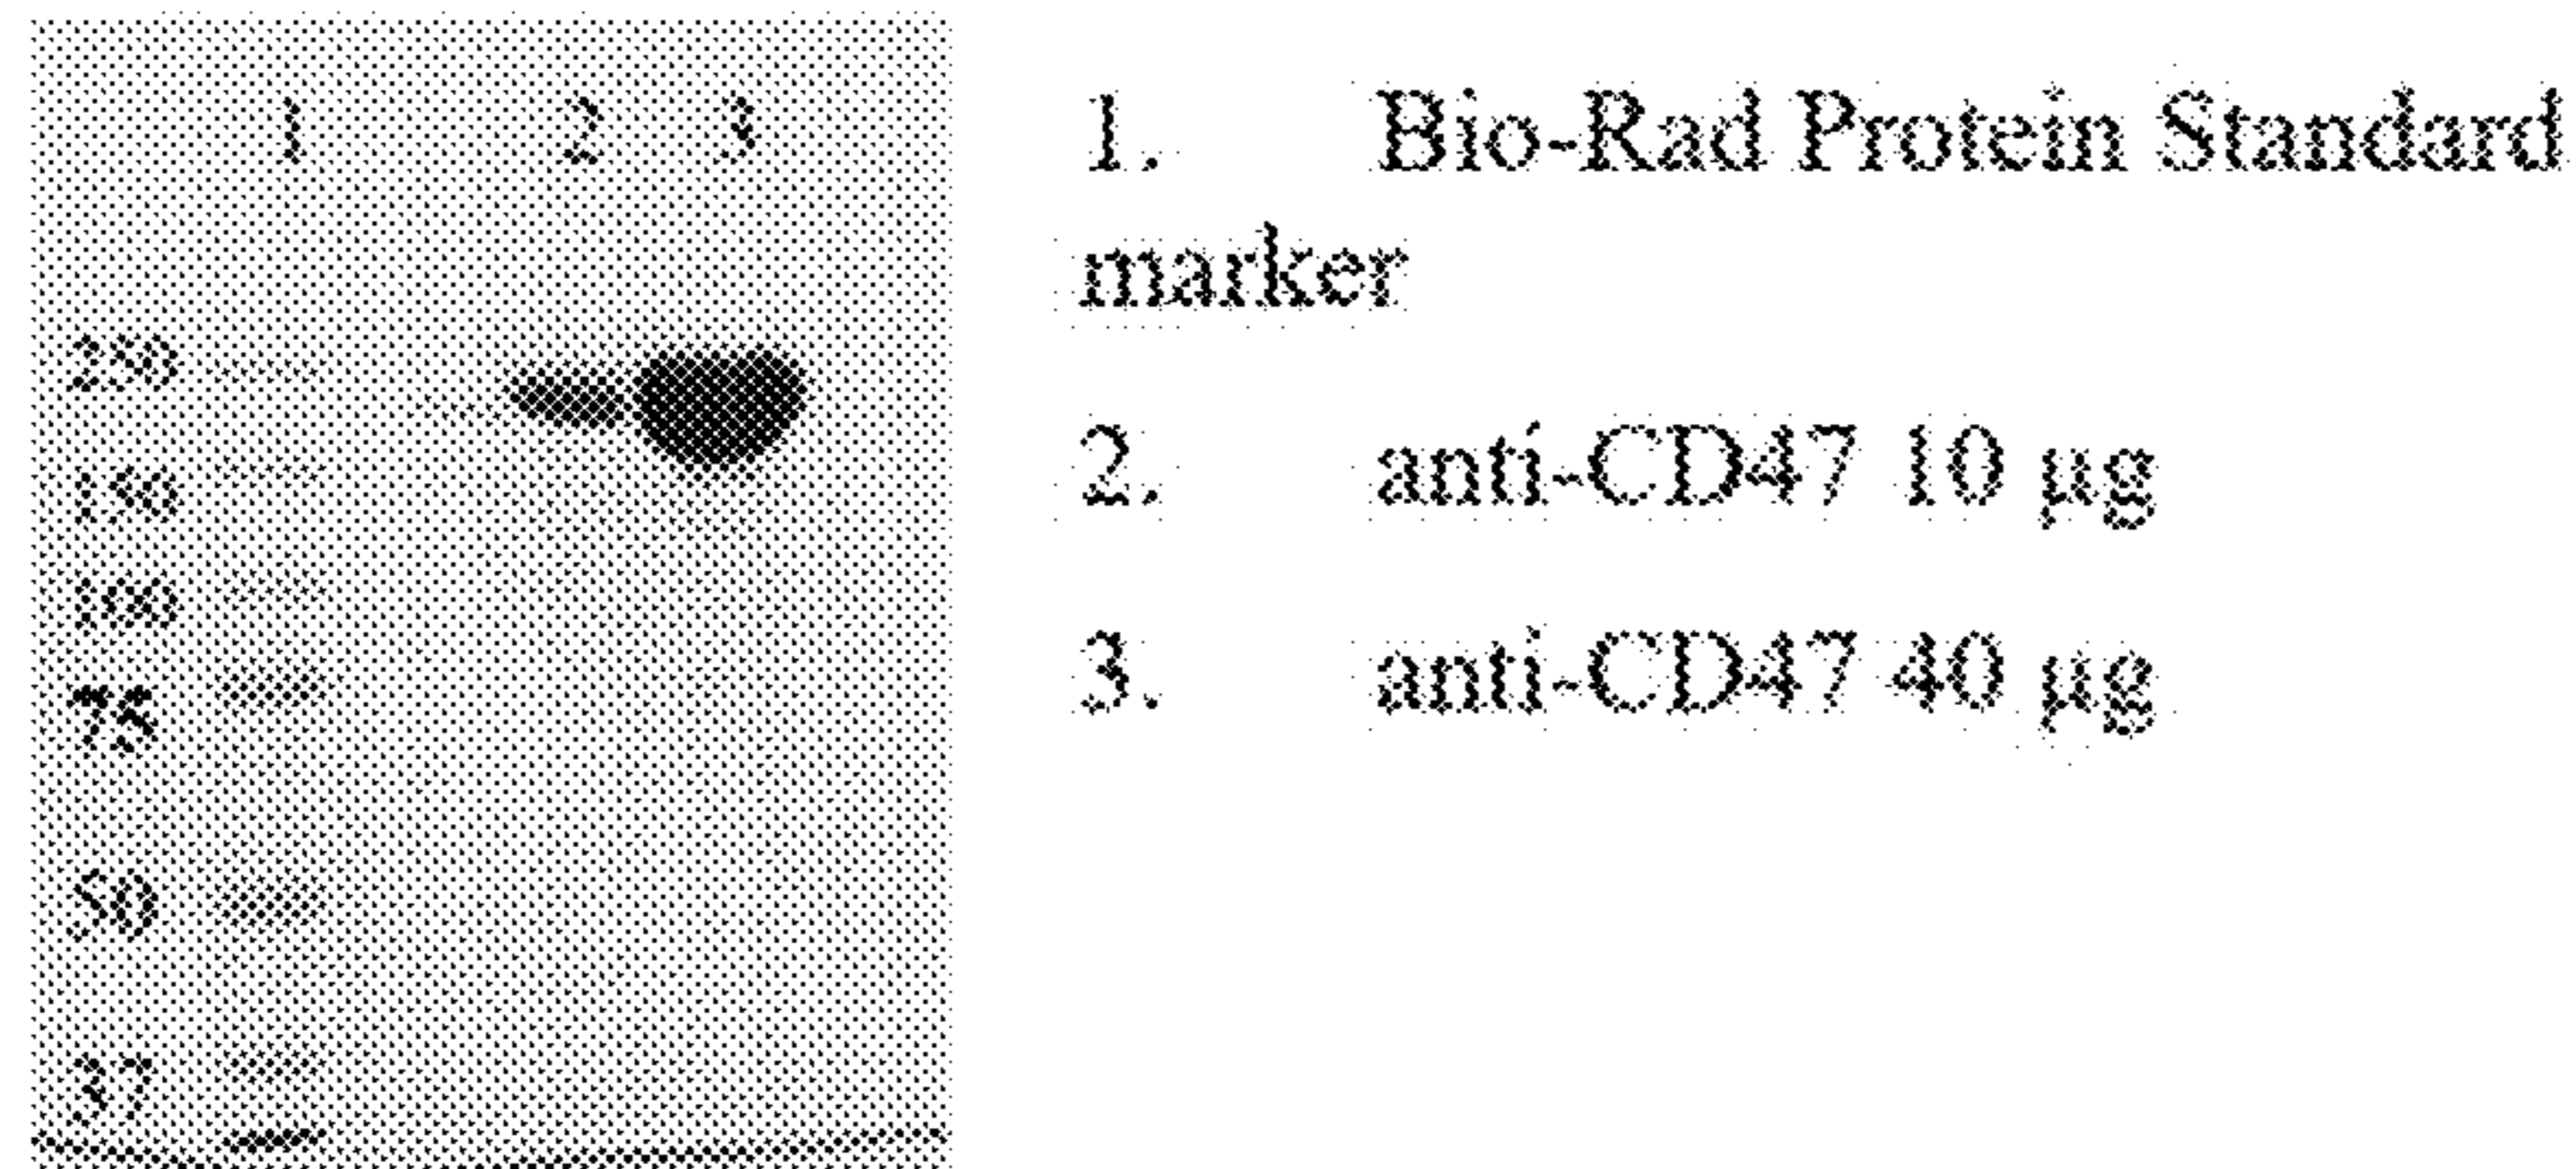 1 2 3
250
150
100
75
50
37
1. Bio-Rad Protein Standard
marker
2. anti-CD47 10 µg
3. anti-CD47 40 µg